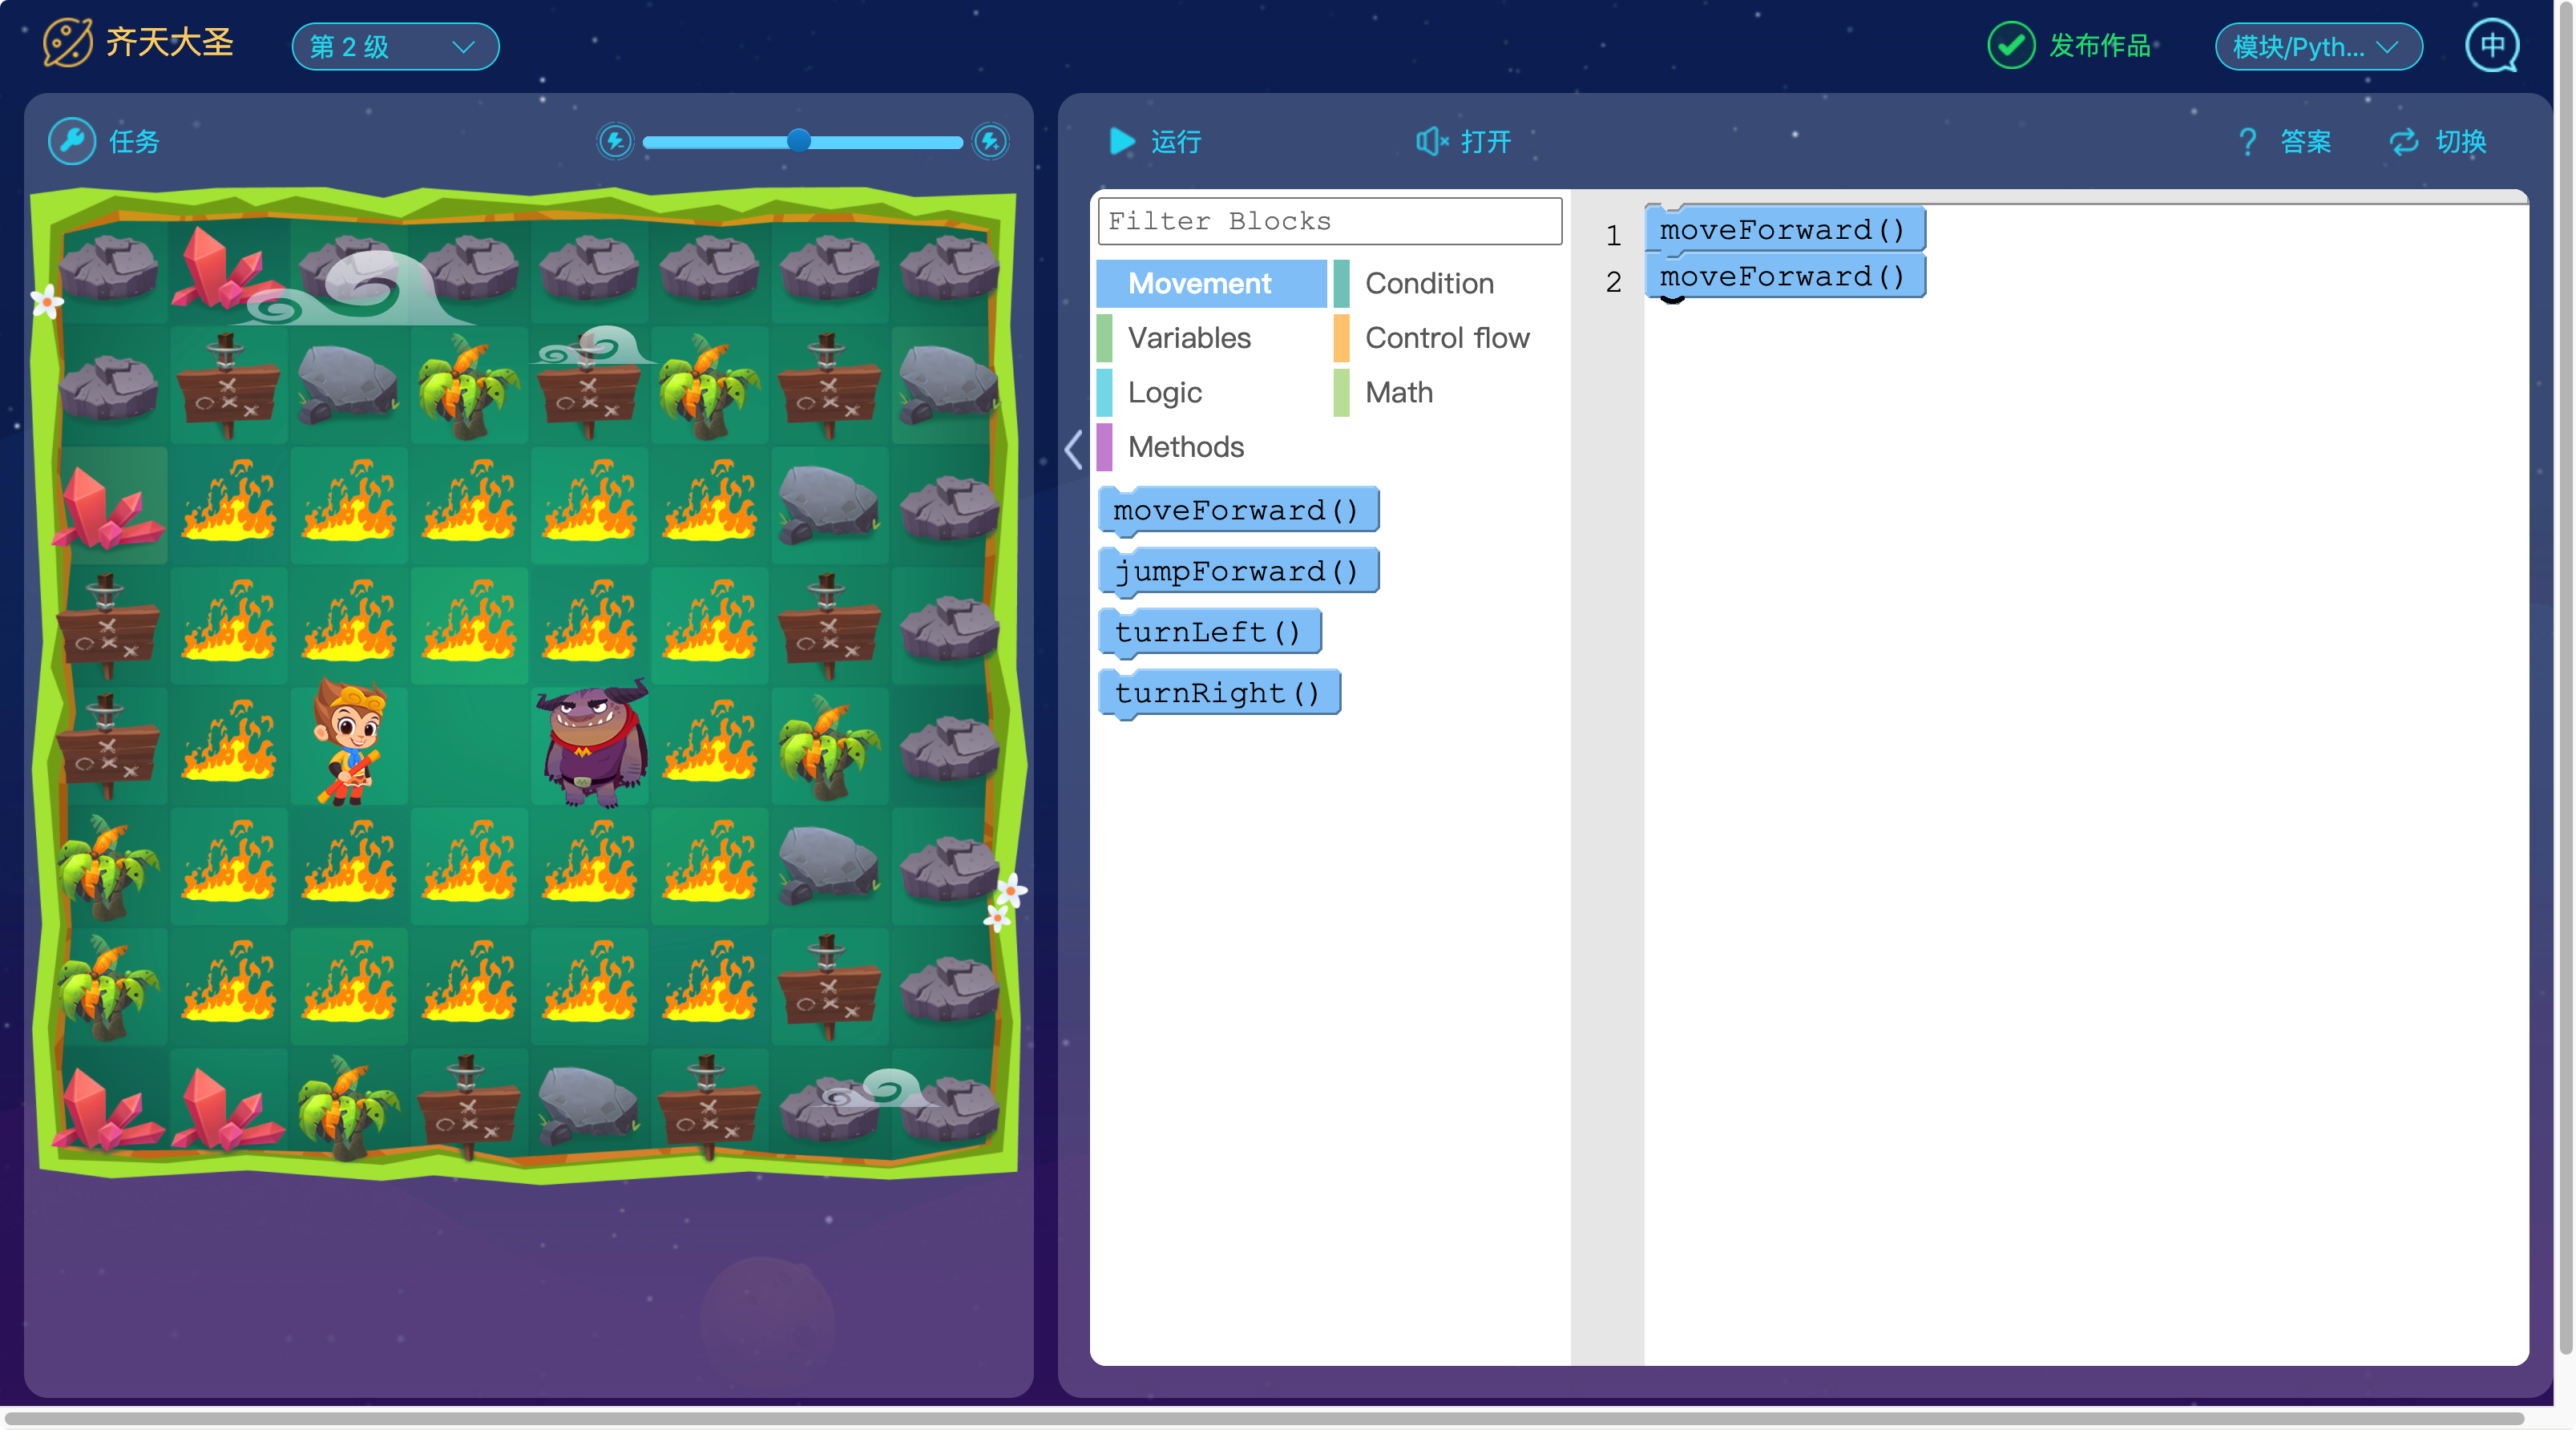 齐天大圣
第 2 级
发布作品
模块/Pyth...
中
任务
运行
打开
? 答案
切换
Filter Blocks
Movement
Condition
Variables
Control flow
Logic
Math
Methods
moveForward()
jumpForward()
turnLeft()
turnRight()
1 moveForward()
2 moveForward()